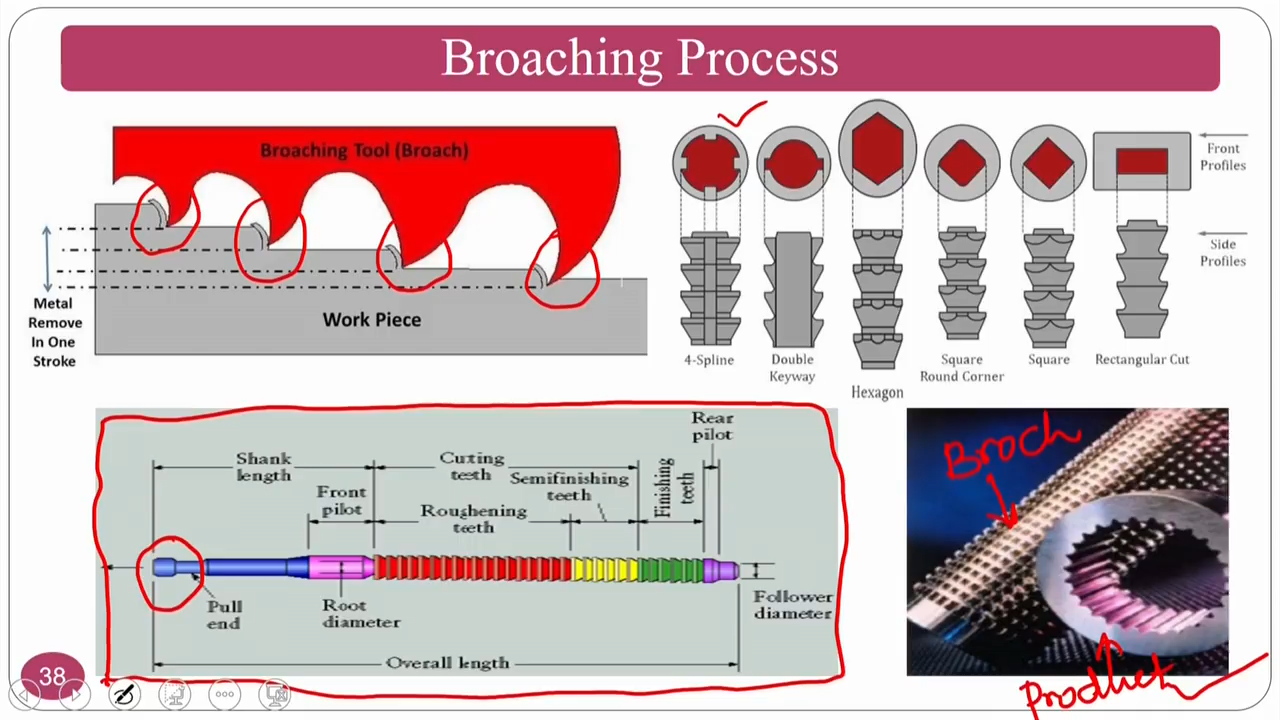 Broaching Process
Broaching Tool (Broach)
Metal
Remove
In One
Stroke
Work Piece
Front
Profiles
Side
Profiles
4-Spline
Double
Keyway
Hexagon
Square
Round Corner
Square
Rectangular Cut
Shank
length
Cutting
teeth
Rear
pilot
Front
pilot
Roughening
teeth
Semifinishing
teeth
Finishing
teeth
Pull
end
Root
diameter
Follower
diameter
Overall length
Broch
Product
38